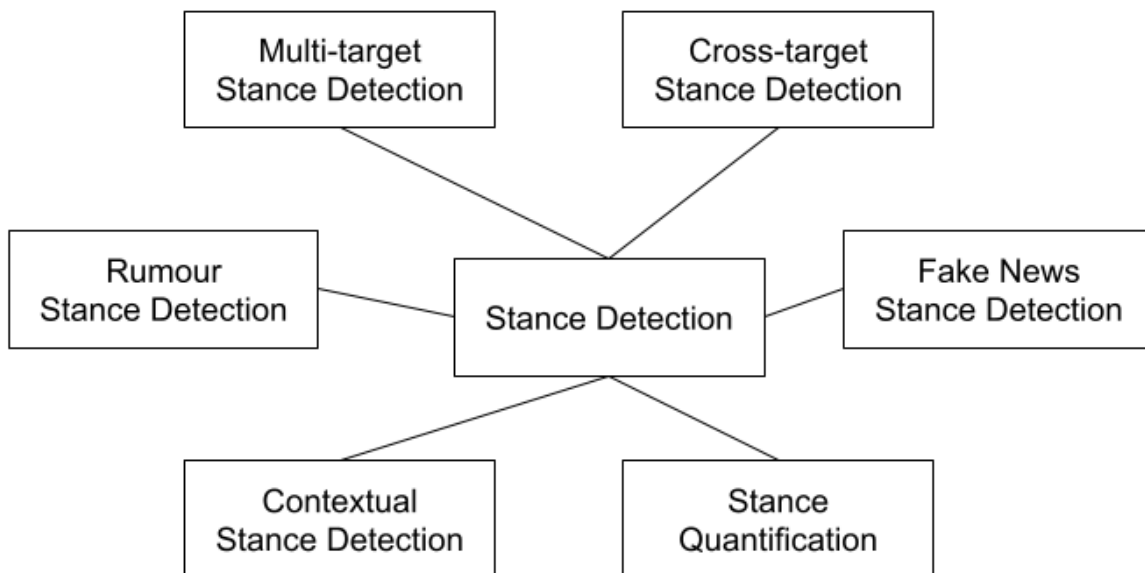 Multi-target
Stance Detection
Cross-target
Stance Detection
Rumour
Stance Detection
Stance Detection
Fake News
Stance Detection
Contextual
Stance Detection
Stance
Quantification